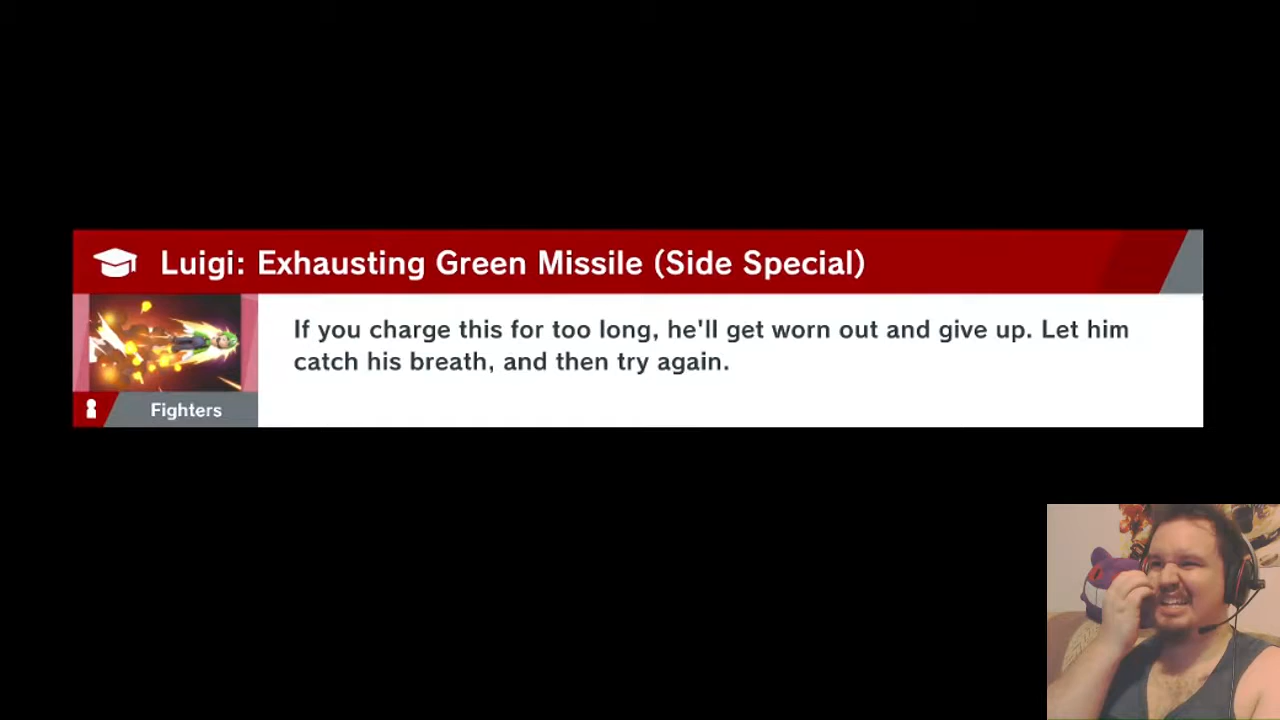 Luigi: Exhausting Green Missile (Side Special)
If you charge this for too long, he'll get worn out and give up. Let him
catch his breath, and then try again.
Fighters